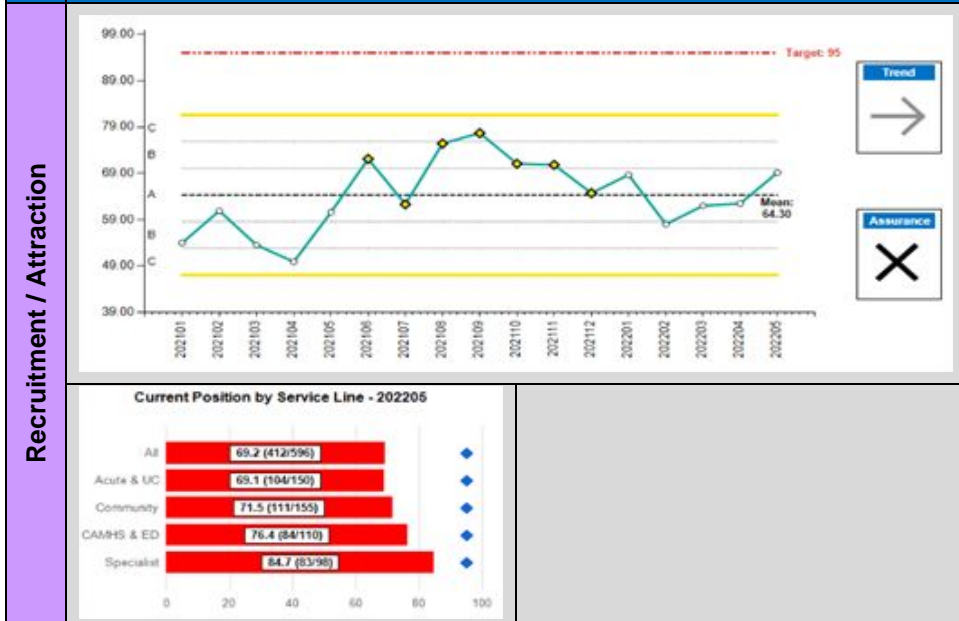 Recruitment / Attraction
99.00
89.00
79.00
69.00
59.00
49.00
39.00
C
B
A
B
C
Target: 95
Mean:
64.30
Trend
Assurance
202101
202102
202103
202104
202105
202106
202107
202108
202109
202110
202111
202112
202201
202202
202203
202204
202205
Current Position by Service Line - 202205
All 69.2 (412/596)
Acute & UC 69.1 (104/150)
Community 71.5 (111/155)
CAMHS & ED 76.4 (84/110)
Specialist 84.7 (83/98)
0 20 40 60 80 100